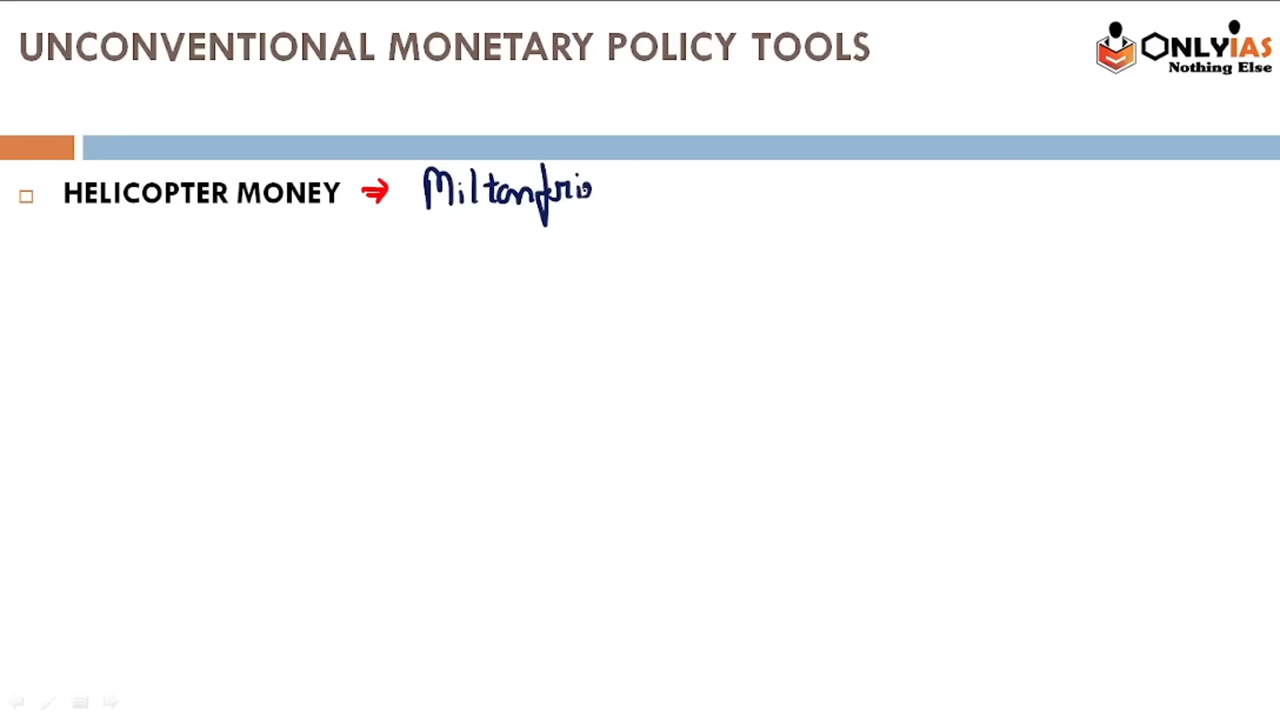 UNCONVENTIONAL MONETARY POLICY TOOLS
ONLYIAS
Nothing Else
HELICOPTER MONEY → Miltonfrio